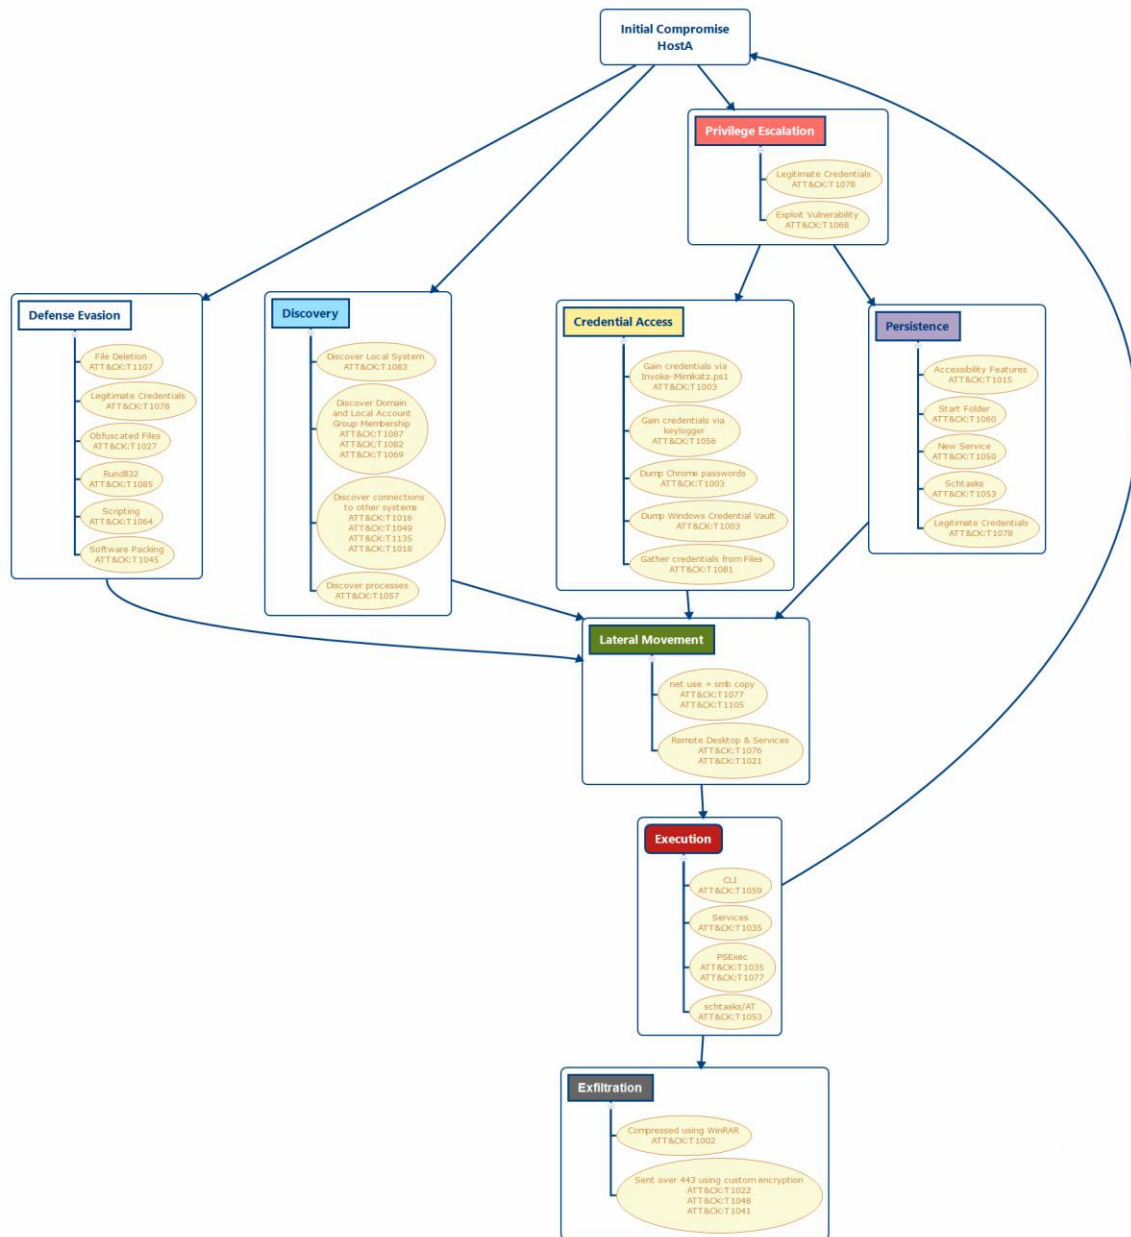 Initial Compromise
HostA
Privilege Escalation
Legitimate Credentials
ATT&CK:T1078
Exploit Vulnerability
ATT&CK:T1068
Defense Evasion
File Deletion
ATT&CK:T1107
Legitimate Credentials
ATT&CK:T1078
Obfuscated Files
ATT&CK:T1027
Rundll32
ATT&CK:T1085
Scripting
ATT&CK:T1064
Software Packing
ATT&CK:T1045
Discovery
Discover Local System
ATT&CK:T1083
Discover Domain
and Local Account
Group Membership
ATT&CK:T1087
ATT&CK:T1082
ATT&CK:T1069
Discover connections
to other systems
ATT&CK:T1016
ATT&CK:T1049
ATT&CK:T1135
ATT&CK:T1018
Discover processes
ATT&CK:T1057
Credential Access
Gain credentials via
Invoke-Mimikatz.ps1
ATT&CK:T1003
Gain credentials via
keylogger
ATT&CK:T1056
Dump Chrome passwords
ATT&CK:T1003
Dump Windows Credential Vault
ATT&CK:T1003
Gather credentials from Files
ATT&CK:T1081
Persistence
Accessibility Features
ATT&CK:T1015
Start Folder
ATT&CK:T1060
New Service
ATT&CK:T1050
Schtasks
ATT&CK:T1053
Legitimate Credentials
ATT&CK:T1078
Lateral Movement
net use + smb copy
ATT&CK:T1077
ATT&CK:T1105
Remote Desktop & Services
ATT&CK:T1076
ATT&CK:T1021
Execution
CLI
ATT&CK:T1059
Services
ATT&CK:T1035
PSExec
ATT&CK:T1035
ATT&CK:T1077
schtasks/AT
ATT&CK:T1053
Exfiltration
Compressed using WinRAR
ATT&CK:T1002
Sent over 443 using custom encryption
ATT&CK:T1022
ATT&CK:T1048
ATT&CK:T1041